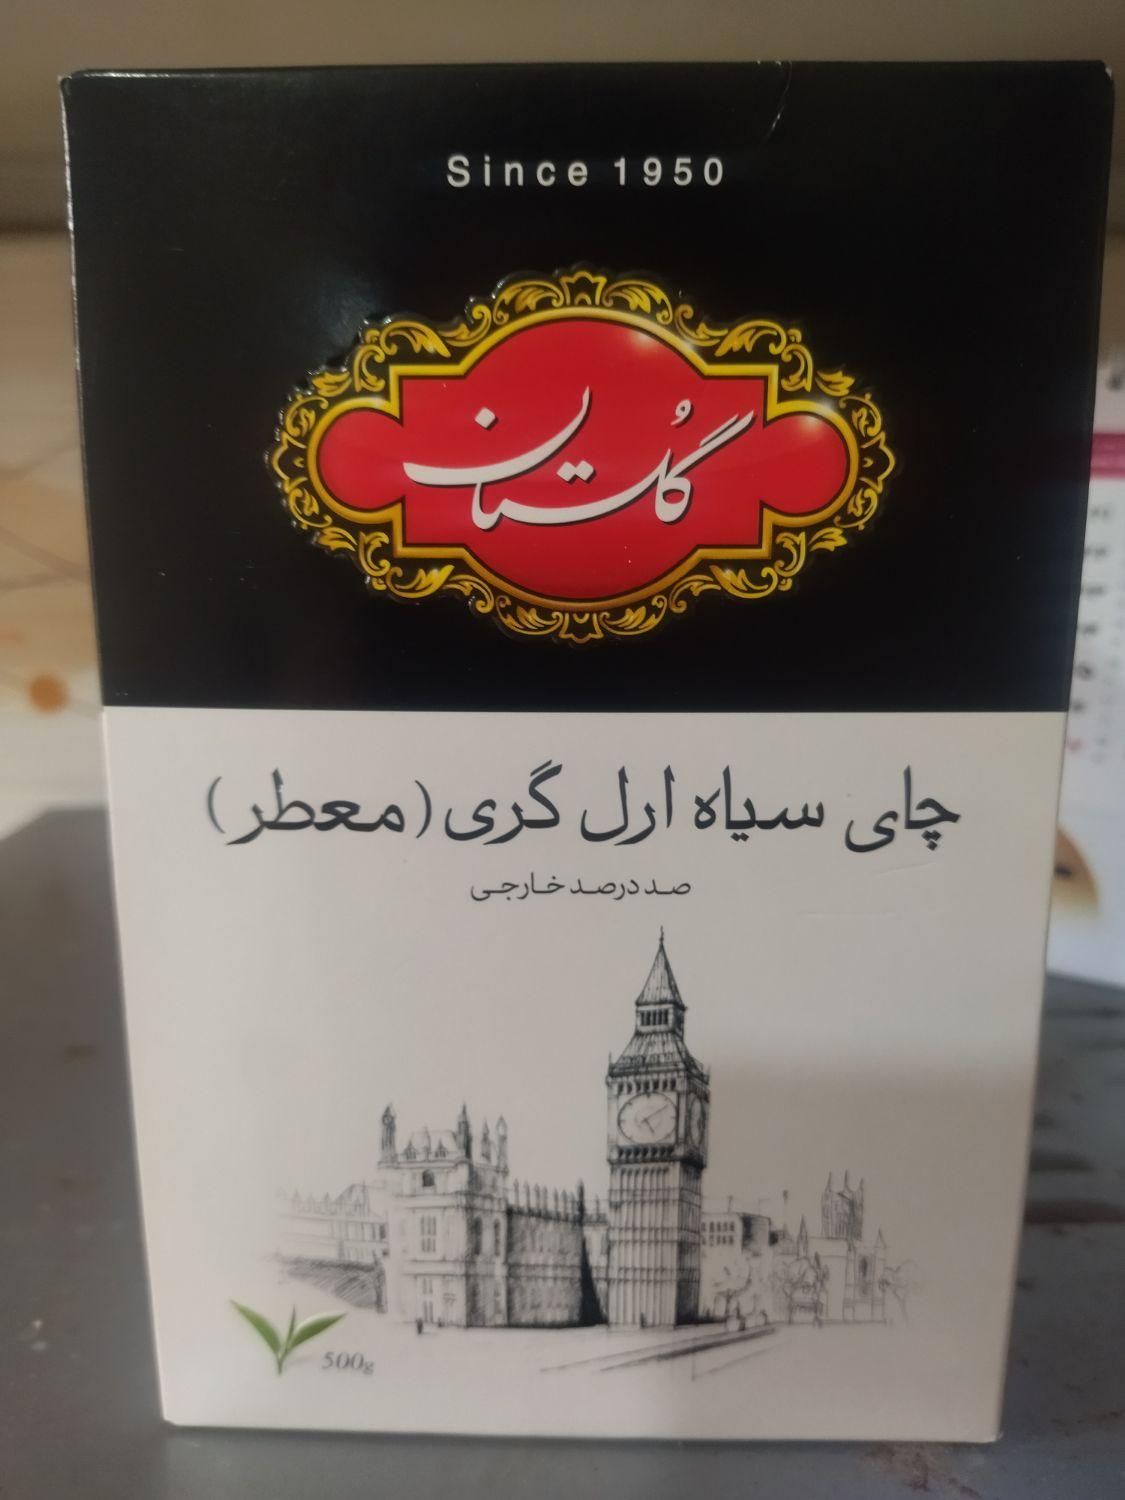 Since 1950
گلستان
چای سیاه ارل گری (معطر)
صد درصد خارجی
500g